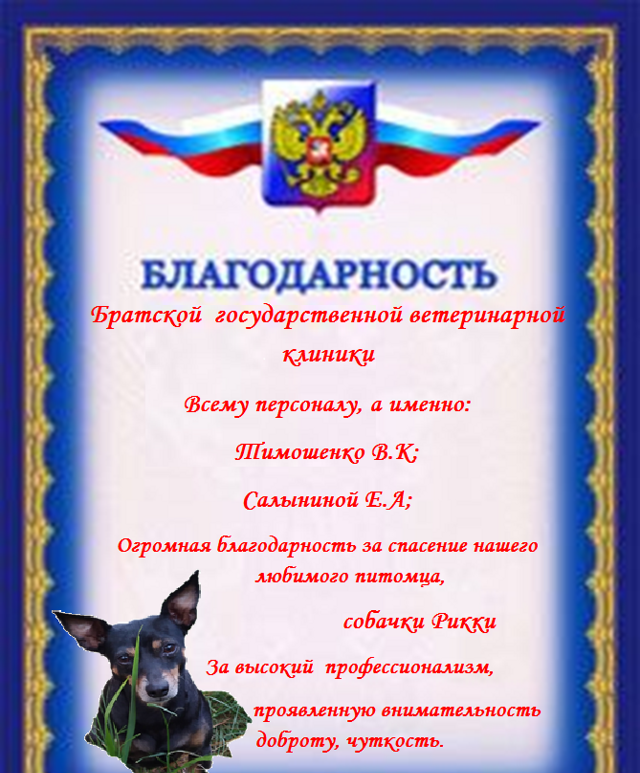 БЛАГОДАРНОСТЬ
Братской государственной ветеринарной
клиники
Всему персоналу, а именно:
Тимошенко В.К;
Салыниной Е.А;
Огромная благодарность за спасение нашего
любимого питомца,
собачки Рикки
За высокий профессионализм,
проявленную внимательность
доброту, чуткость.